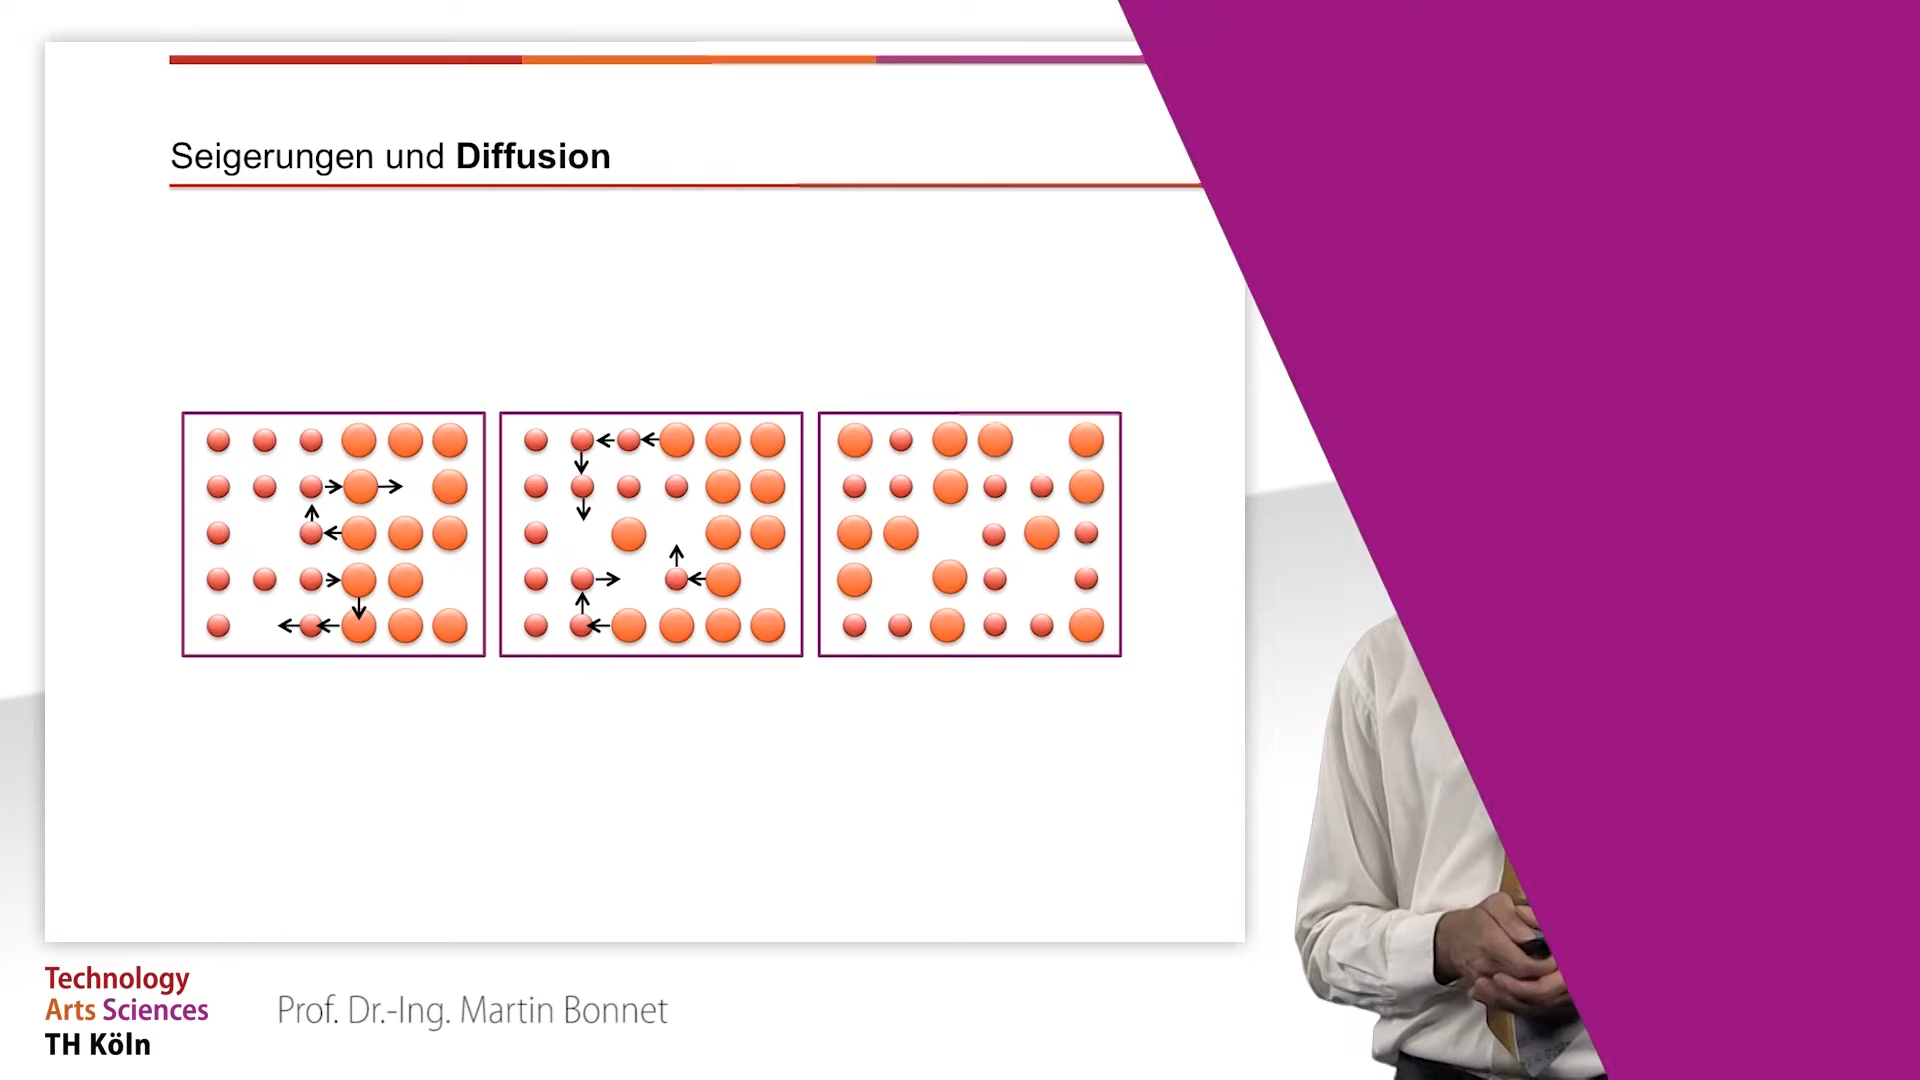 Seigerungen und Diffusion
Technology
Arts Sciences
TH Köln
Prof. Dr.-Ing. Martin Bonnet